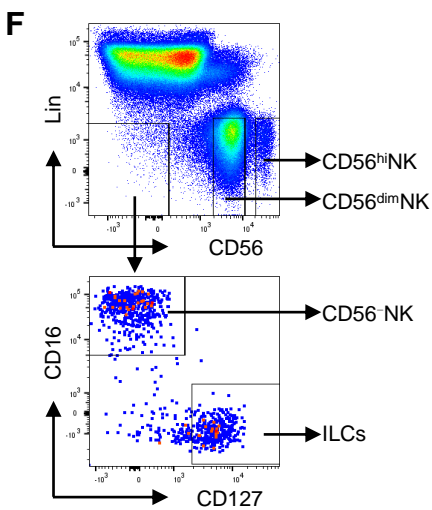 F
Lin
10⁵
10⁴
10³
0
-10³
-10³
0
10³
10⁴
CD56
CD56ʰⁱNK
CD56ᵈⁱᵐNK
CD16
10⁵
10⁴
10³
0
-10³
-10³
0
10³
10⁴
CD127
CD56⁻NK
ILCs